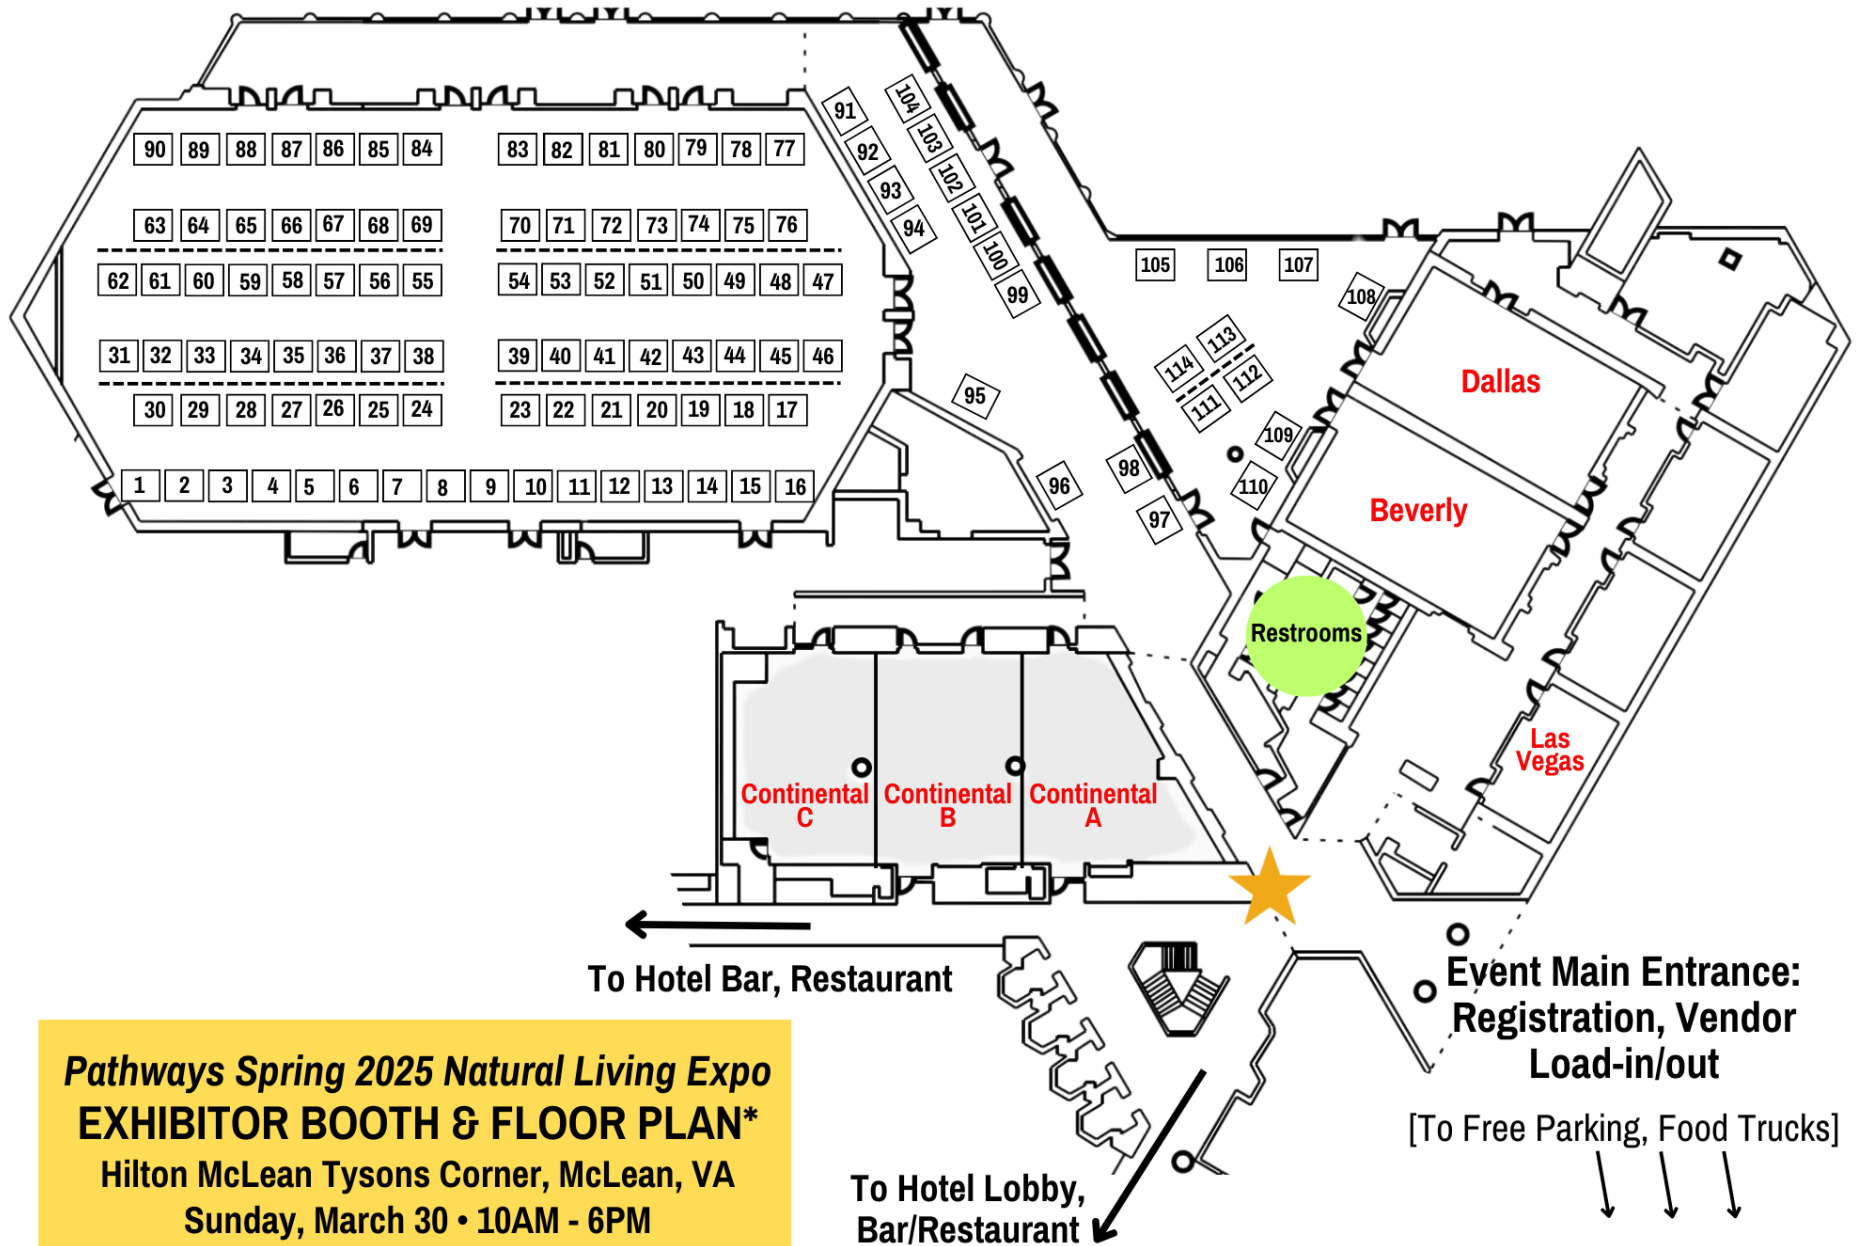 104
91
103
92
90 89 88 87 86 85 84 83 82 81 80 79 78 77
102
93
101
94
63 64 65 66 67 68 69 70 71 72 73 74 75 76
100
105 106 107
62 61 60 59 58 57 56 55 54 53 52 51 50 49 48 47
99
108
113
114
112
111
31 32 33 34 35 36 37 38 39 40 41 42 43 44 45 46
Dallas
95
30 29 28 27 26 25 24 23 22 21 20 19 18 17
109
98
110
96
1 2 3 4 5 6 7 8 9 10 11 12 13 14 15 16
97
Beverly
Restrooms
Las
Vegas
Continental
C
Continental
B
Continental
A
To Hotel Bar, Restaurant
Event Main Entrance:
Registration, Vendor
Load-in/out
[To Free Parking, Food Trucks]
Pathways Spring 2025 Natural Living Expo
EXHIBITOR BOOTH & FLOOR PLAN*
Hilton McLean Tysons Corner, McLean, VA
Sunday, March 30 • 10AM - 6PM
To Hotel Lobby,
Bar/Restaurant